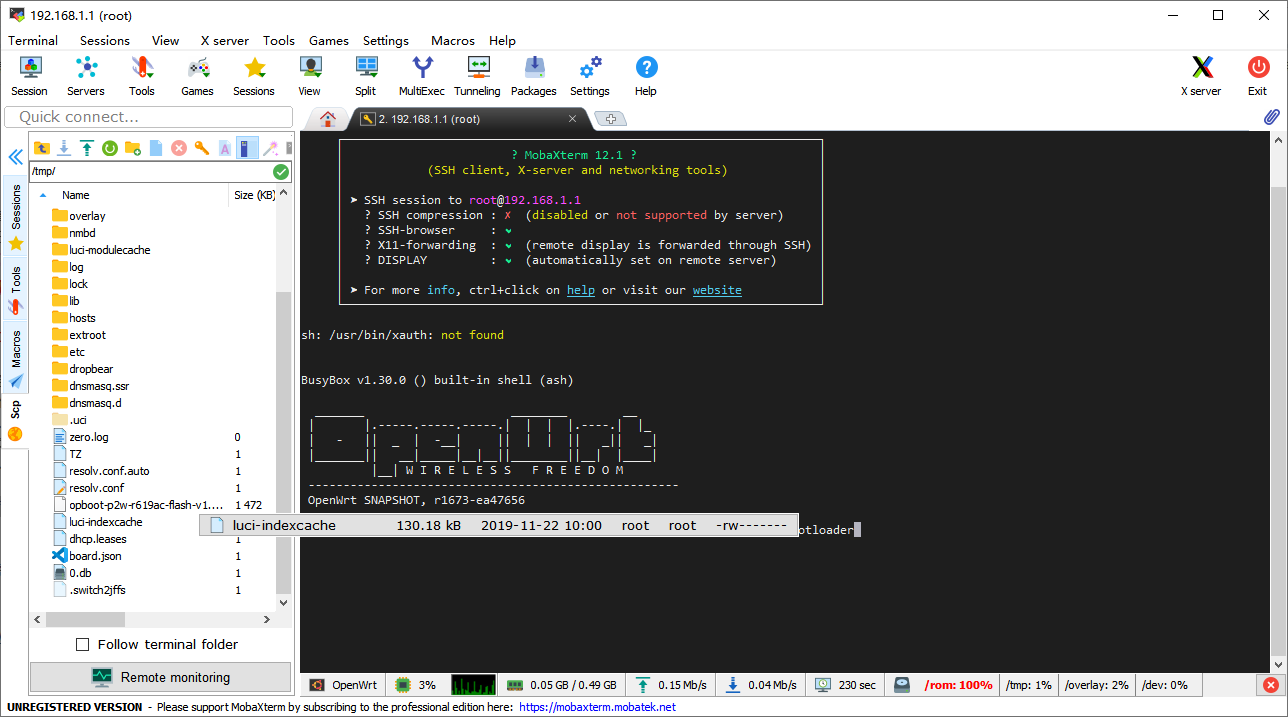 192.168.1.1 (root)
Terminal Sessions View X server Tools Games Settings Macros Help
Session Servers Tools Games Sessions View Split MultiExec Tunneling Packages Settings Help X server Exit
Quick connect...
2. 192.168.1.1 (root)
/tmp/
Name Size (KB)
Sessions
Tools
Macros
Scp
overlay
nmbd
luci-modulecache
log
lock
lib
hosts
extroot
etc
dropbear
dnsmasq.ssr
dnsmasq.d
.uci
zero.log 0
TZ 1
resolv.conf.auto 1
resolv.conf 1
opboot-p2w-r619ac-flash-v1.... 1 472
luci-indexcache
dhcp.leases 1
board.json 1
0.db 1
.switch2jffs 1
luci-indexcache 130.18 kB 2019-11-22 10:00 root root -rw-------
Follow terminal folder
Remote monitoring
? MobaXterm 12.1 ?
(SSH client, X-server and networking tools)
➤ SSH session to root@192.168.1.1
? SSH compression : ✗ (disabled or not supported by server)
? SSH-browser : ✔
? X11-forwarding : ✔ (remote display is forwarded through SSH)
? DISPLAY : ✔ (automatically set on remote server)
➤ For more info, ctrl+click on help or visit our website
sh: /usr/bin/xauth: not found
BusyBox v1.30.0 () built-in shell (ash)
OpenWrt
W I R E L E S S F R E E D O M
-----------------------------------------------------
OpenWrt SNAPSHOT, r1673-ea47656
otloader
OpenWrt 3% 0.05 GB / 0.49 GB 0.15 Mb/s 0.04 Mb/s 230 sec /rom: 100% /tmp: 1% /overlay: 2% /dev: 0%
UNREGISTERED VERSION - Please support MobaXterm by subscribing to the professional edition here: https://mobaxterm.mobatek.net